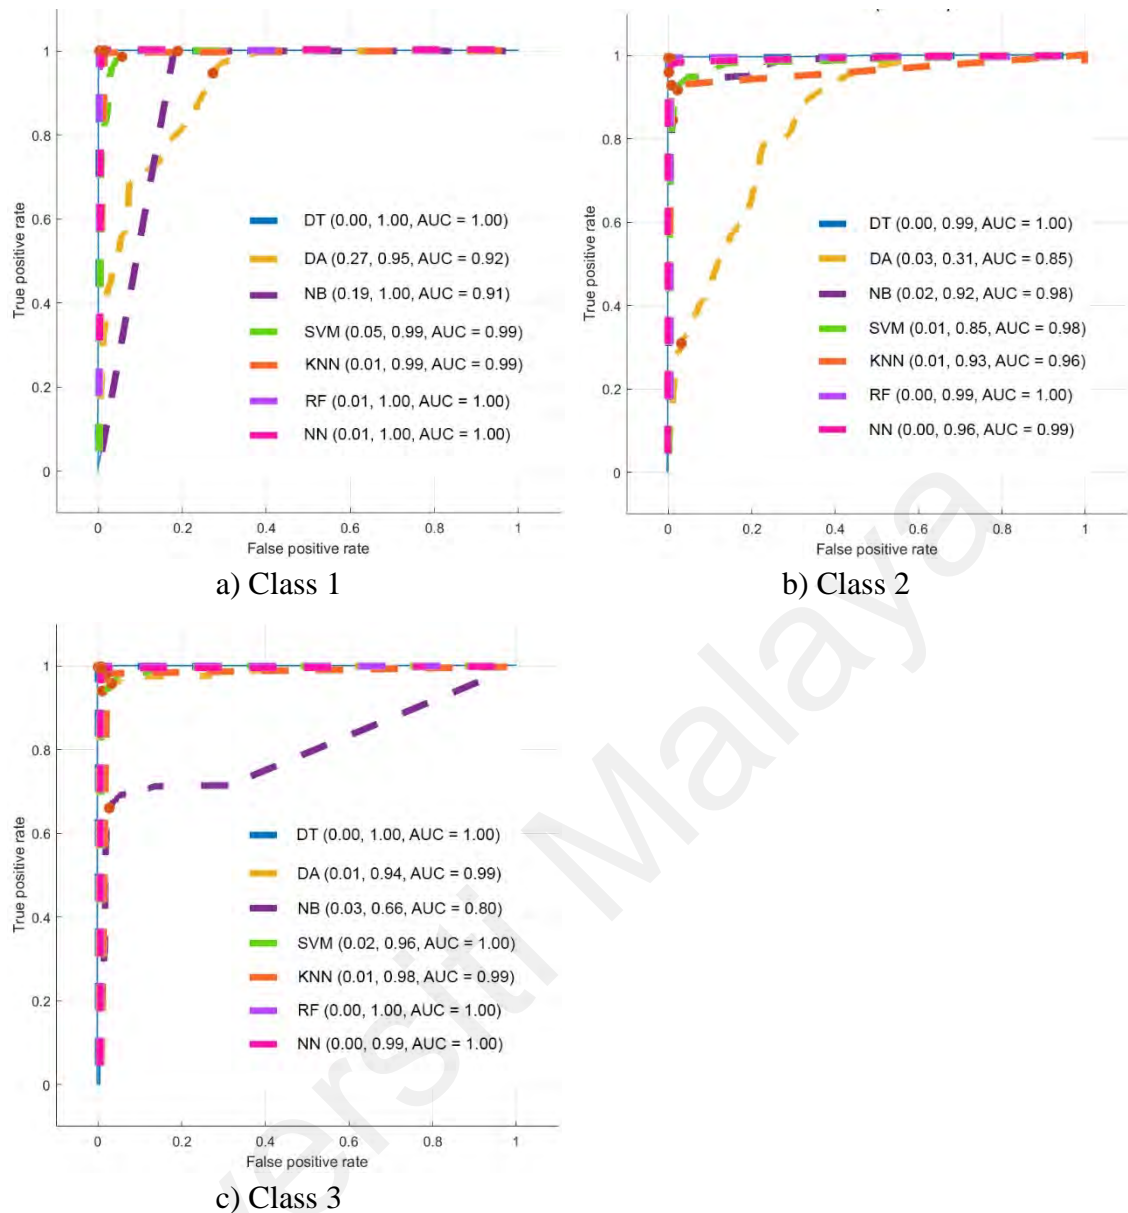 1
0.8
0.6
0.4
0.2
0
True positive rate
DT (0.00, 1.00, AUC = 1.00)
DA (0.27, 0.95, AUC = 0.92)
NB (0.19, 1.00, AUC = 0.91)
SVM (0.05, 0.99, AUC = 0.99)
KNN (0.01, 0.99, AUC = 0.99)
RF (0.01, 1.00, AUC = 1.00)
NN (0.01, 1.00, AUC = 1.00)
0 0.2 0.4 0.6 0.8 1
False positive rate
a) Class 1
1
0.8
0.6
0.4
0.2
0
True positive rate
DT (0.00, 0.99, AUC = 1.00)
DA (0.03, 0.31, AUC = 0.85)
NB (0.02, 0.92, AUC = 0.98)
SVM (0.01, 0.85, AUC = 0.98)
KNN (0.01, 0.93, AUC = 0.96)
RF (0.00, 0.99, AUC = 1.00)
NN (0.00, 0.96, AUC = 0.99)
0 0.2 0.4 0.6 0.8 1
False positive rate
b) Class 2
1
0.8
0.6
0.4
0.2
0
True positive rate
DT (0.00, 1.00, AUC = 1.00)
DA (0.01, 0.94, AUC = 0.99)
NB (0.03, 0.66, AUC = 0.80)
SVM (0.02, 0.96, AUC = 1.00)
KNN (0.01, 0.98, AUC = 0.99)
RF (0.00, 1.00, AUC = 1.00)
NN (0.00, 0.99, AUC = 1.00)
0 0.2 0.4 0.6 0.8 1
False positive rate
c) Class 3
versiti Malaya